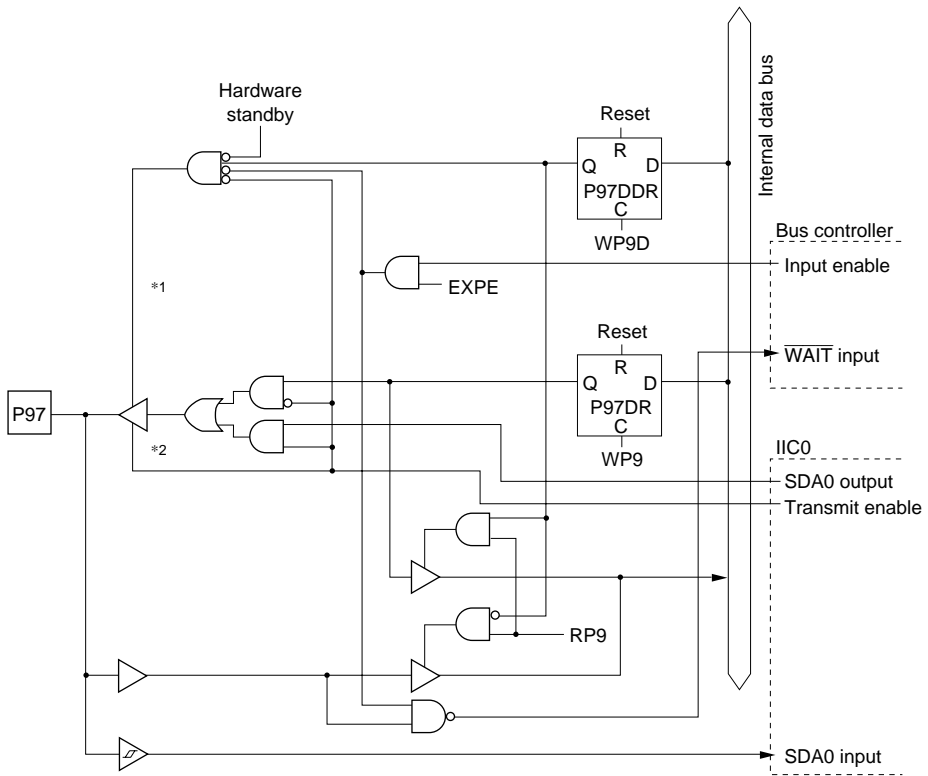 Hardware
standby
Reset
R
Q D
P97DDR
C
WP9D
Internal data bus
Bus controller
Input enable
EXPE
*1
Reset
R
Q D
P97DR
C
WP9
WAIT input
P97
*2
IIC0
SDA0 output
Transmit enable
RP9
SDA0 input